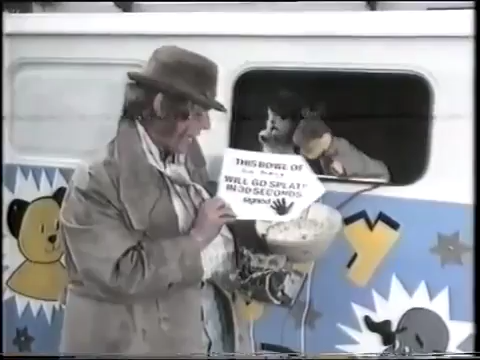 THIS BOWL OF
WILL GO SPLAT
IN 30 SECONDS
signed
Y